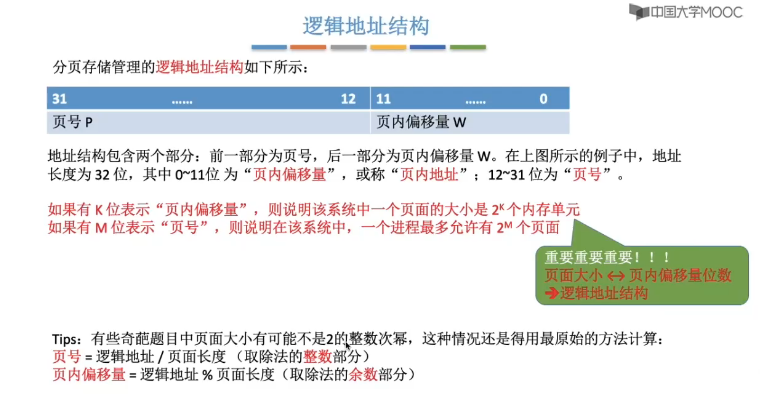 中国大学MOOC
逻辑地址结构
分页存储管理的逻辑地址结构如下所示：
31 …… 12 11 …… 0
页号 P 页内偏移量 W
地址结构包含两个部分：前一部分为页号，后一部分为页内偏移量 W。在上图所示的例子中，地址
长度为 32 位，其中 0~11位 为“页内偏移量”，或称“页内地址”；12~31 位为“页号”。
如果有 K 位表示“页内偏移量”，则说明该系统中一个页面的大小是 2ᴷ 个内存单元
如果有 M 位表示“页号”，则说明在该系统中，一个进程最多允许有 2ᴹ 个页面
重要重要重要！！！
页面大小 ↔ 页内偏移量位数
➔逻辑地址结构
Tips：有些奇葩题目中页面大小有可能不是2的整数次幂，这种情况还是得用最原始的方法计算：
页号 = 逻辑地址 / 页面长度 （取除法的整数部分）
页内偏移量 = 逻辑地址 % 页面长度（取除法的余数部分）